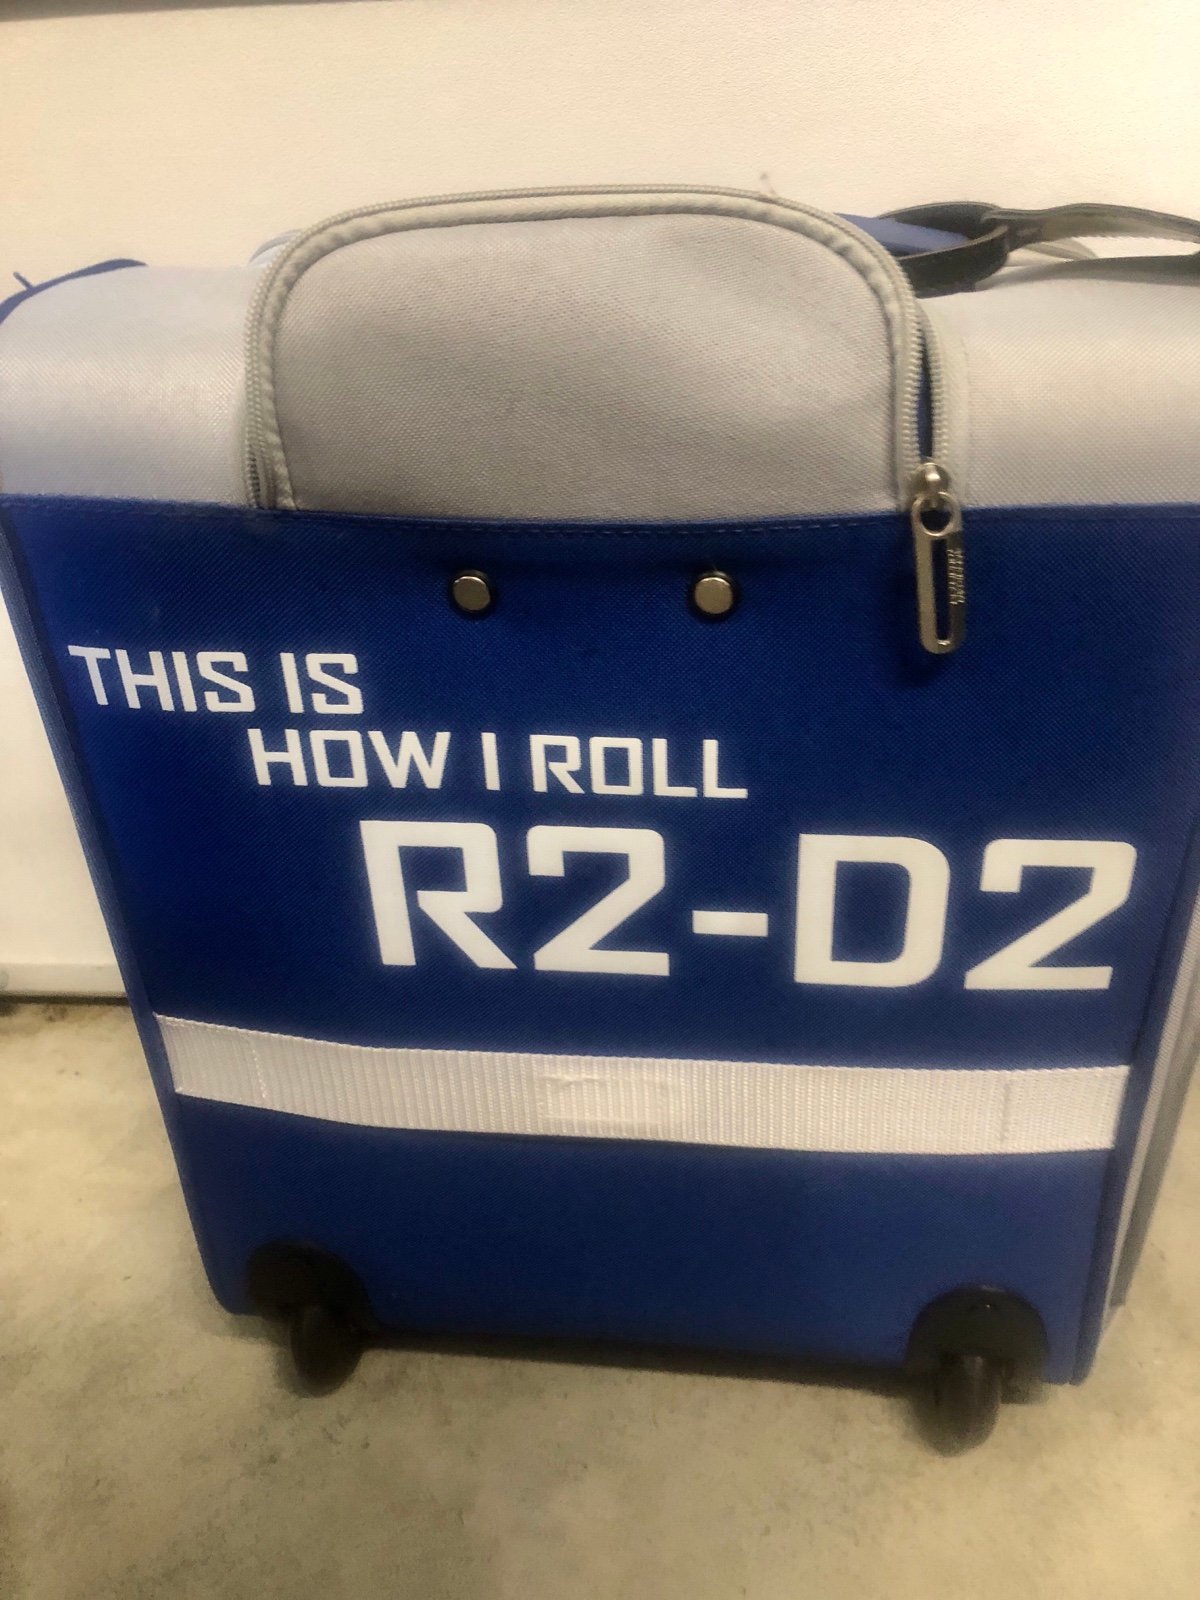 THIS IS
HOW I ROLL
R2-D2